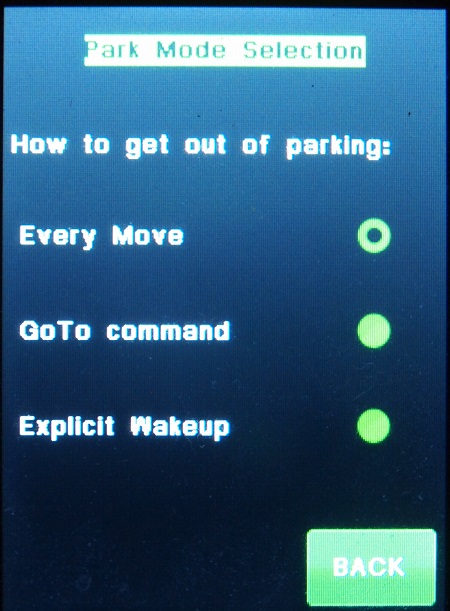 Park Mode Selection
How to get out of parking:
Every Move
GoTo command
Explicit Wakeup
BACK